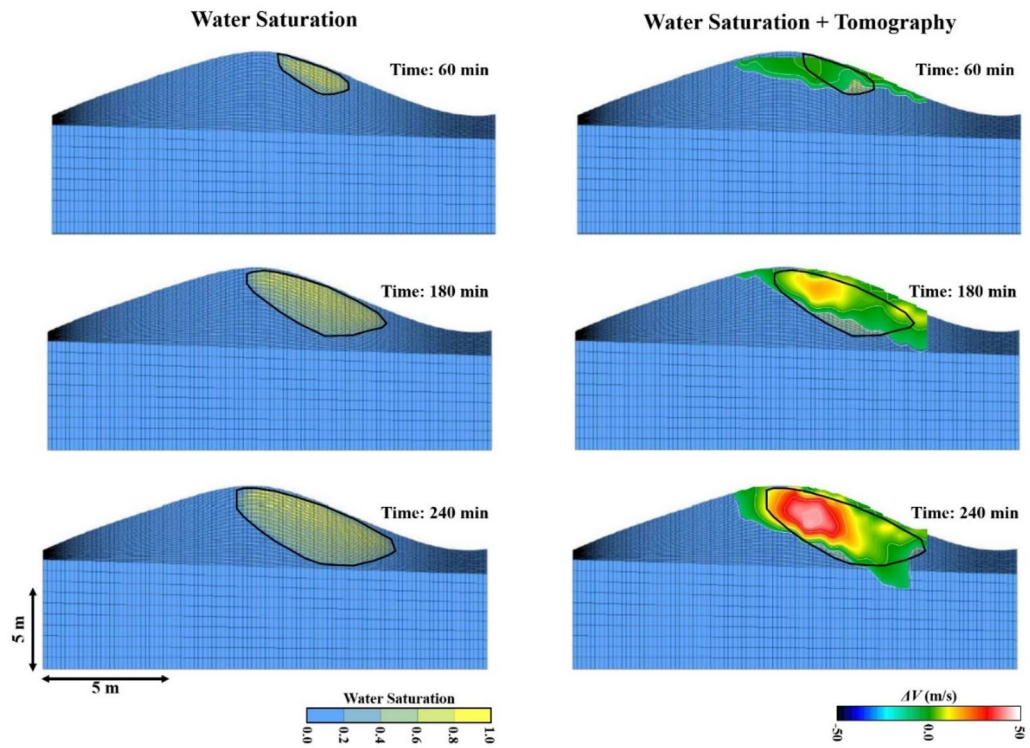 Water Saturation
Water Saturation + Tomography
Time: 60 min
Time: 60 min
Time: 180 min
Time: 180 min
Time: 240 min
Time: 240 min
5 m
5 m
Water Saturation
0.0 0.2 0.4 0.6 0.8 1.0
ΔV (m/s)
-50 0.0 50